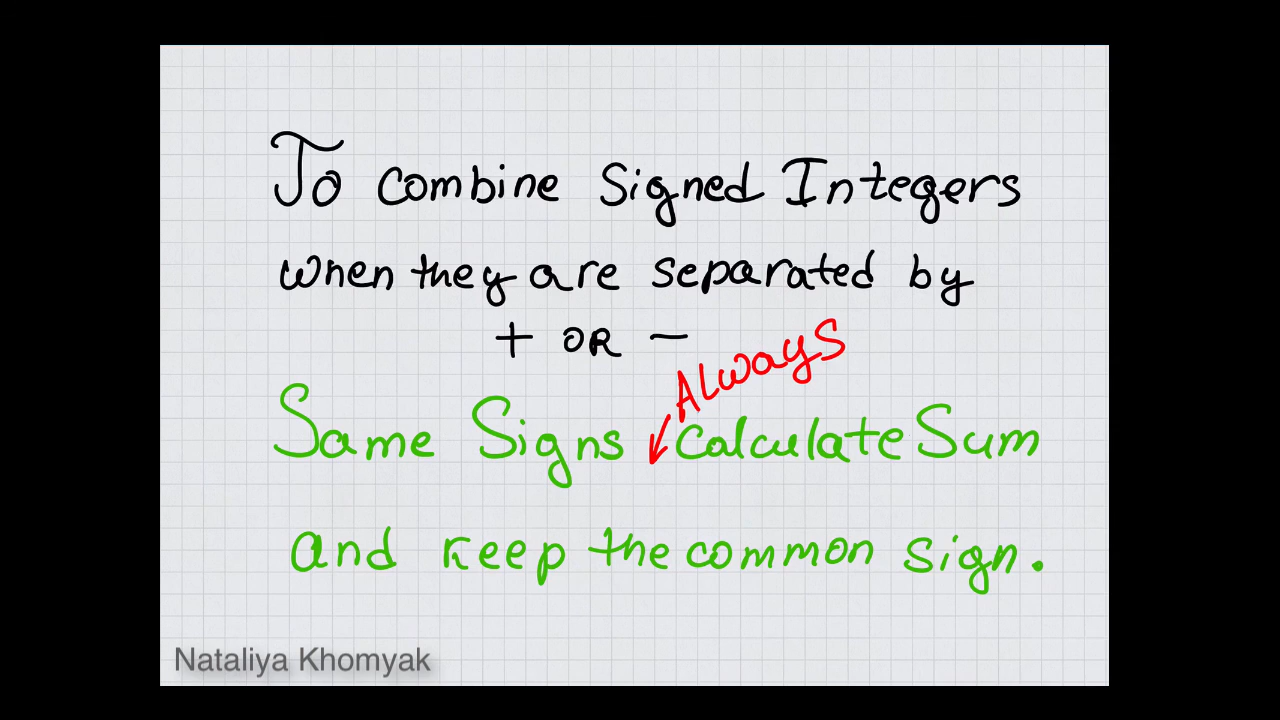 To combine Signed Integers
when they are separated by
+ OR −
Always
Same Signs calculate Sum
and keep the common sign.
Nataliya Khomyak